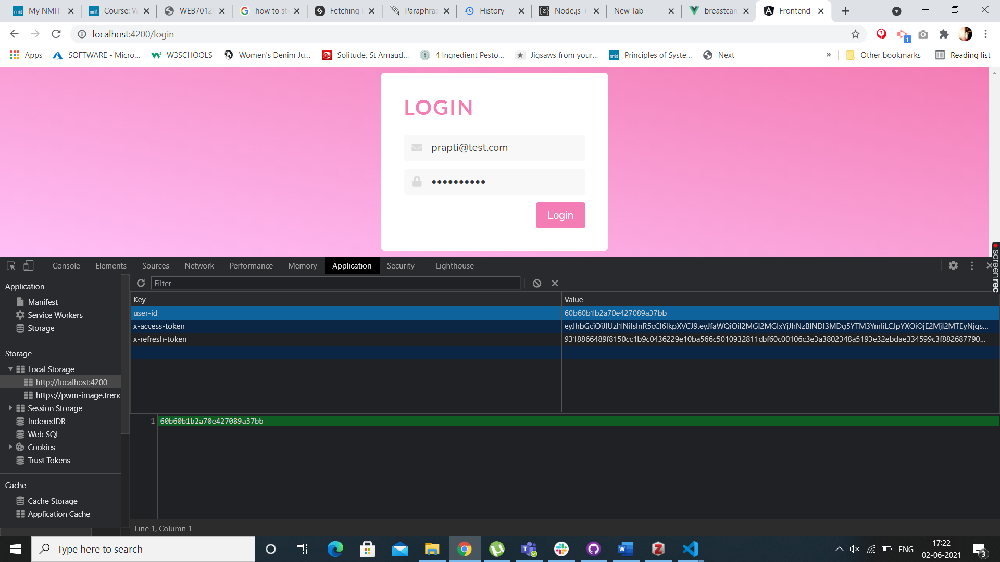 My NMIT
Course: W
WEB7012
how to st
Fetching
Paraphras
History
Node.js +
New Tab
breastcan
Frontend
localhost:4200/login
1
Apps
SOFTWARE - Micro...
W3SCHOOLS
Women's Denim Ju...
Solitude, St Arnaud...
4 Ingredient Pesto...
Jigsaws from your...
nmit
Principles of Syste...
Next
»
Other bookmarks
Reading list
LOGIN
prapti@test.com
••••••••••
Login
screenrec
Console
Elements
Sources
Network
Performance
Memory
Application
Security
Lighthouse
Application
Manifest
Service Workers
Storage
Storage
Local Storage
http://localhost:4200
https://pwm-image.trenc
Session Storage
IndexedDB
Web SQL
Cookies
Trust Tokens
Cache
Cache Storage
Application Cache
Filter
Key
Value
user-id
60b60b1b2a70e427089a37bb
x-access-token
x-refresh-token
9318866489f8150cc1b9c0436229e10ba566c5010932811cbf60c00106c3e3a3802348a5193e32ebdae334599c3f882687790...
1
60b60b1b2a70e427089a37bb
Line 1, Column 1
Type here to search
ENG
17:22
02-06-2021
3